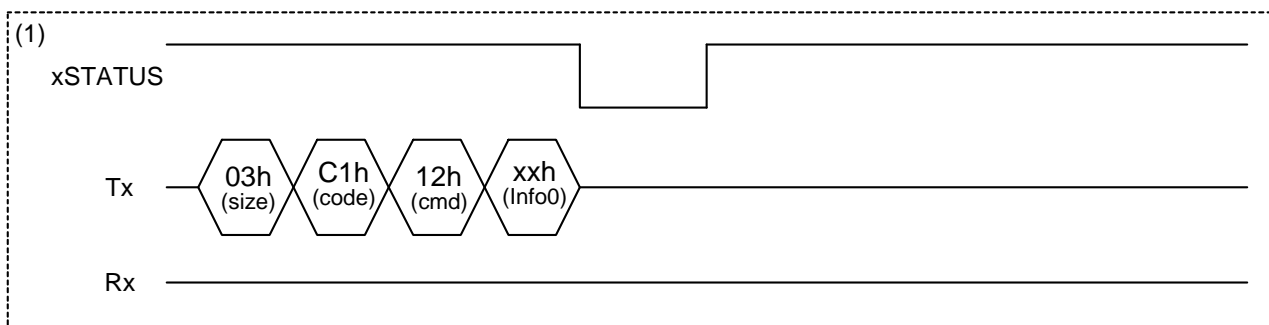 (1)
xSTATUS
Tx
03h
(size)
C1h
(code)
12h
(cmd)
xxh
(Info0)
Rx